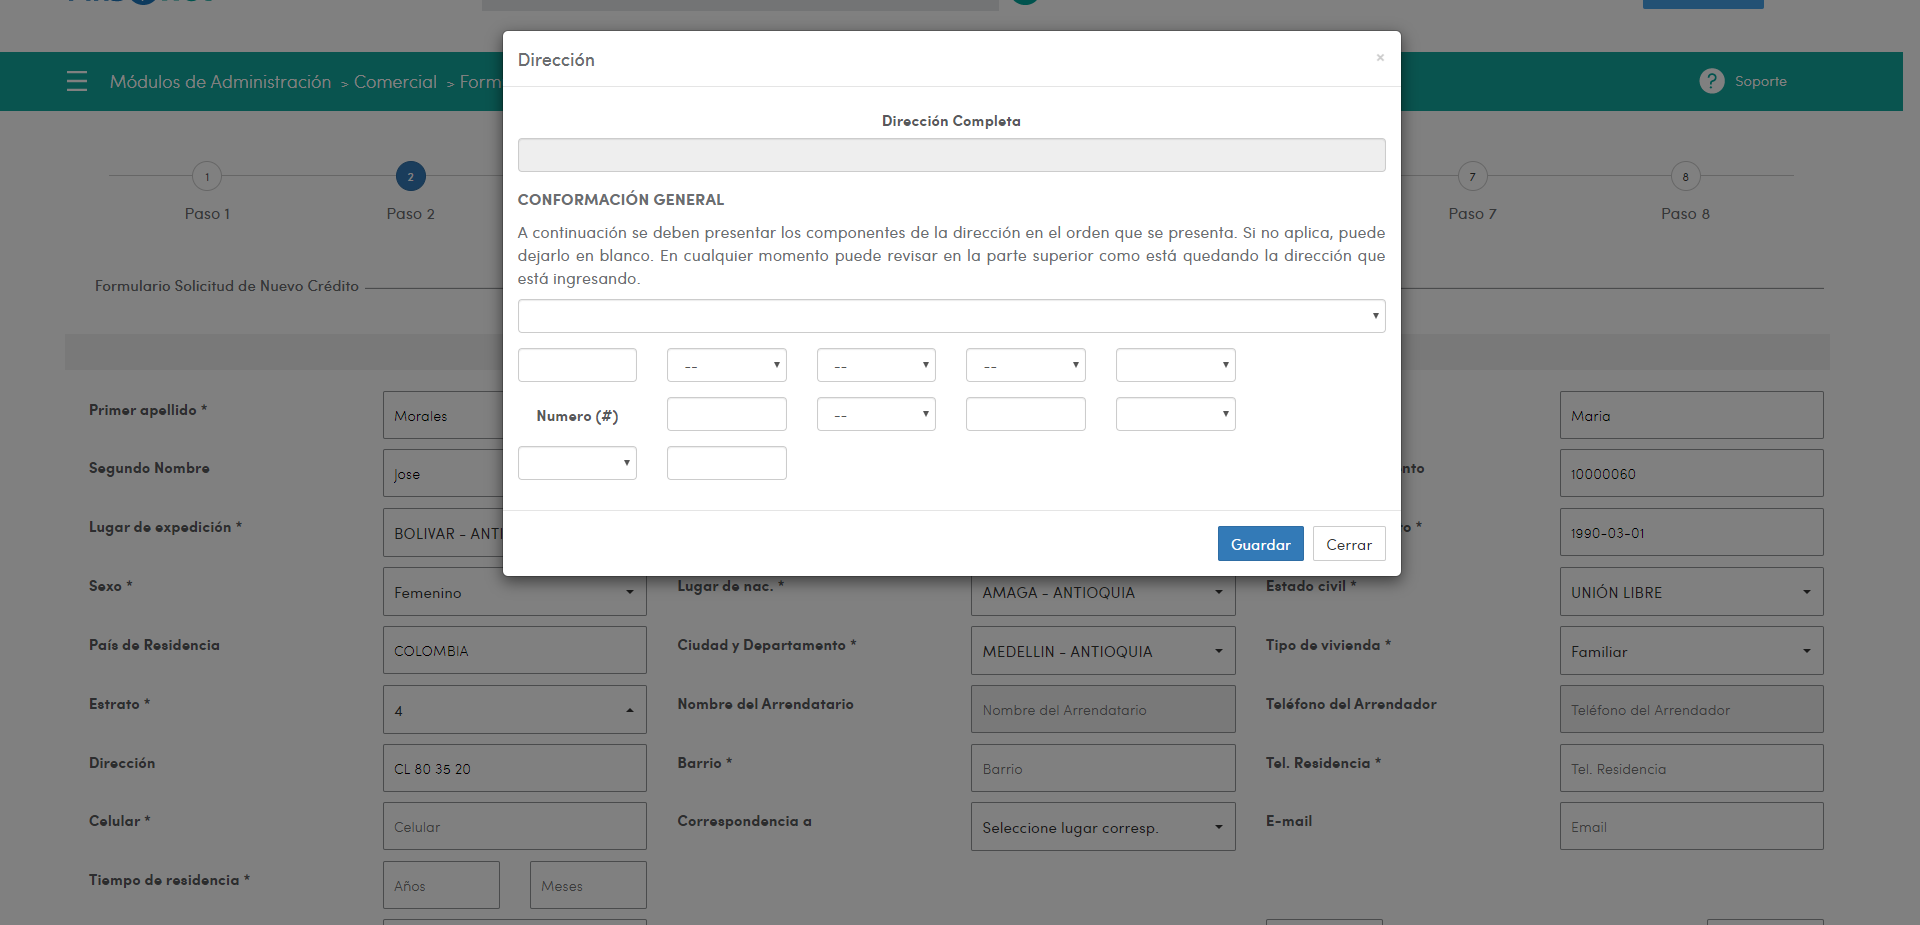 Módulos de Administración > Comercial > Form
Soporte
Dirección
×
Dirección Completa
CONFORMACIÓN GENERAL
A continuación se deben presentar los componentes de la dirección en el orden que se presenta. Si no aplica, puede
dejarlo en blanco. En cualquier momento puede revisar en la parte superior como está quedando la dirección que
está ingresando.
-- -- --
Numero (#) --
Guardar Cerrar
1 2 7 8
Paso 1 Paso 2 Paso 7 Paso 8
Formulario Solicitud de Nuevo Crédito
Primer apellido * Morales Maria
Segundo Nombre Jose nto 10000060
Lugar de expedición * BOLIVAR - ANTI o * 1990-03-01
Sexo * Femenino Lugar de nac. * AMAGA - ANTIOQUIA Estado civil * UNIÓN LIBRE
País de Residencia COLOMBIA Ciudad y Departamento * MEDELLIN - ANTIOQUIA Tipo de vivienda * Familiar
Estrato * 4 Nombre del Arrendatario Nombre del Arrendatario Teléfono del Arrendador Teléfono del Arrendador
Dirección CL 80 35 20 Barrio * Barrio Tel. Residencia * Tel. Residencia
Celular * Celular Correspondencia a Seleccione lugar corresp. E-mail Email
Tiempo de residencia * Años Meses